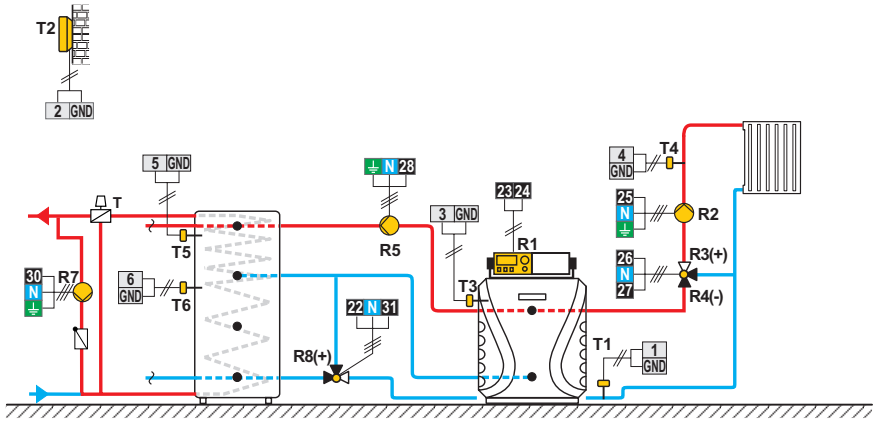 T2
2 GND
5 GND
T
T5
6
GND
T6
30
N
R7
N 28
R5
22 N 31
R8(+)
3 GND
T3
23 24
R1
4
GND
T4
25
N
R2
26
N
27
R3(+)
R4(-)
T1
1
GND